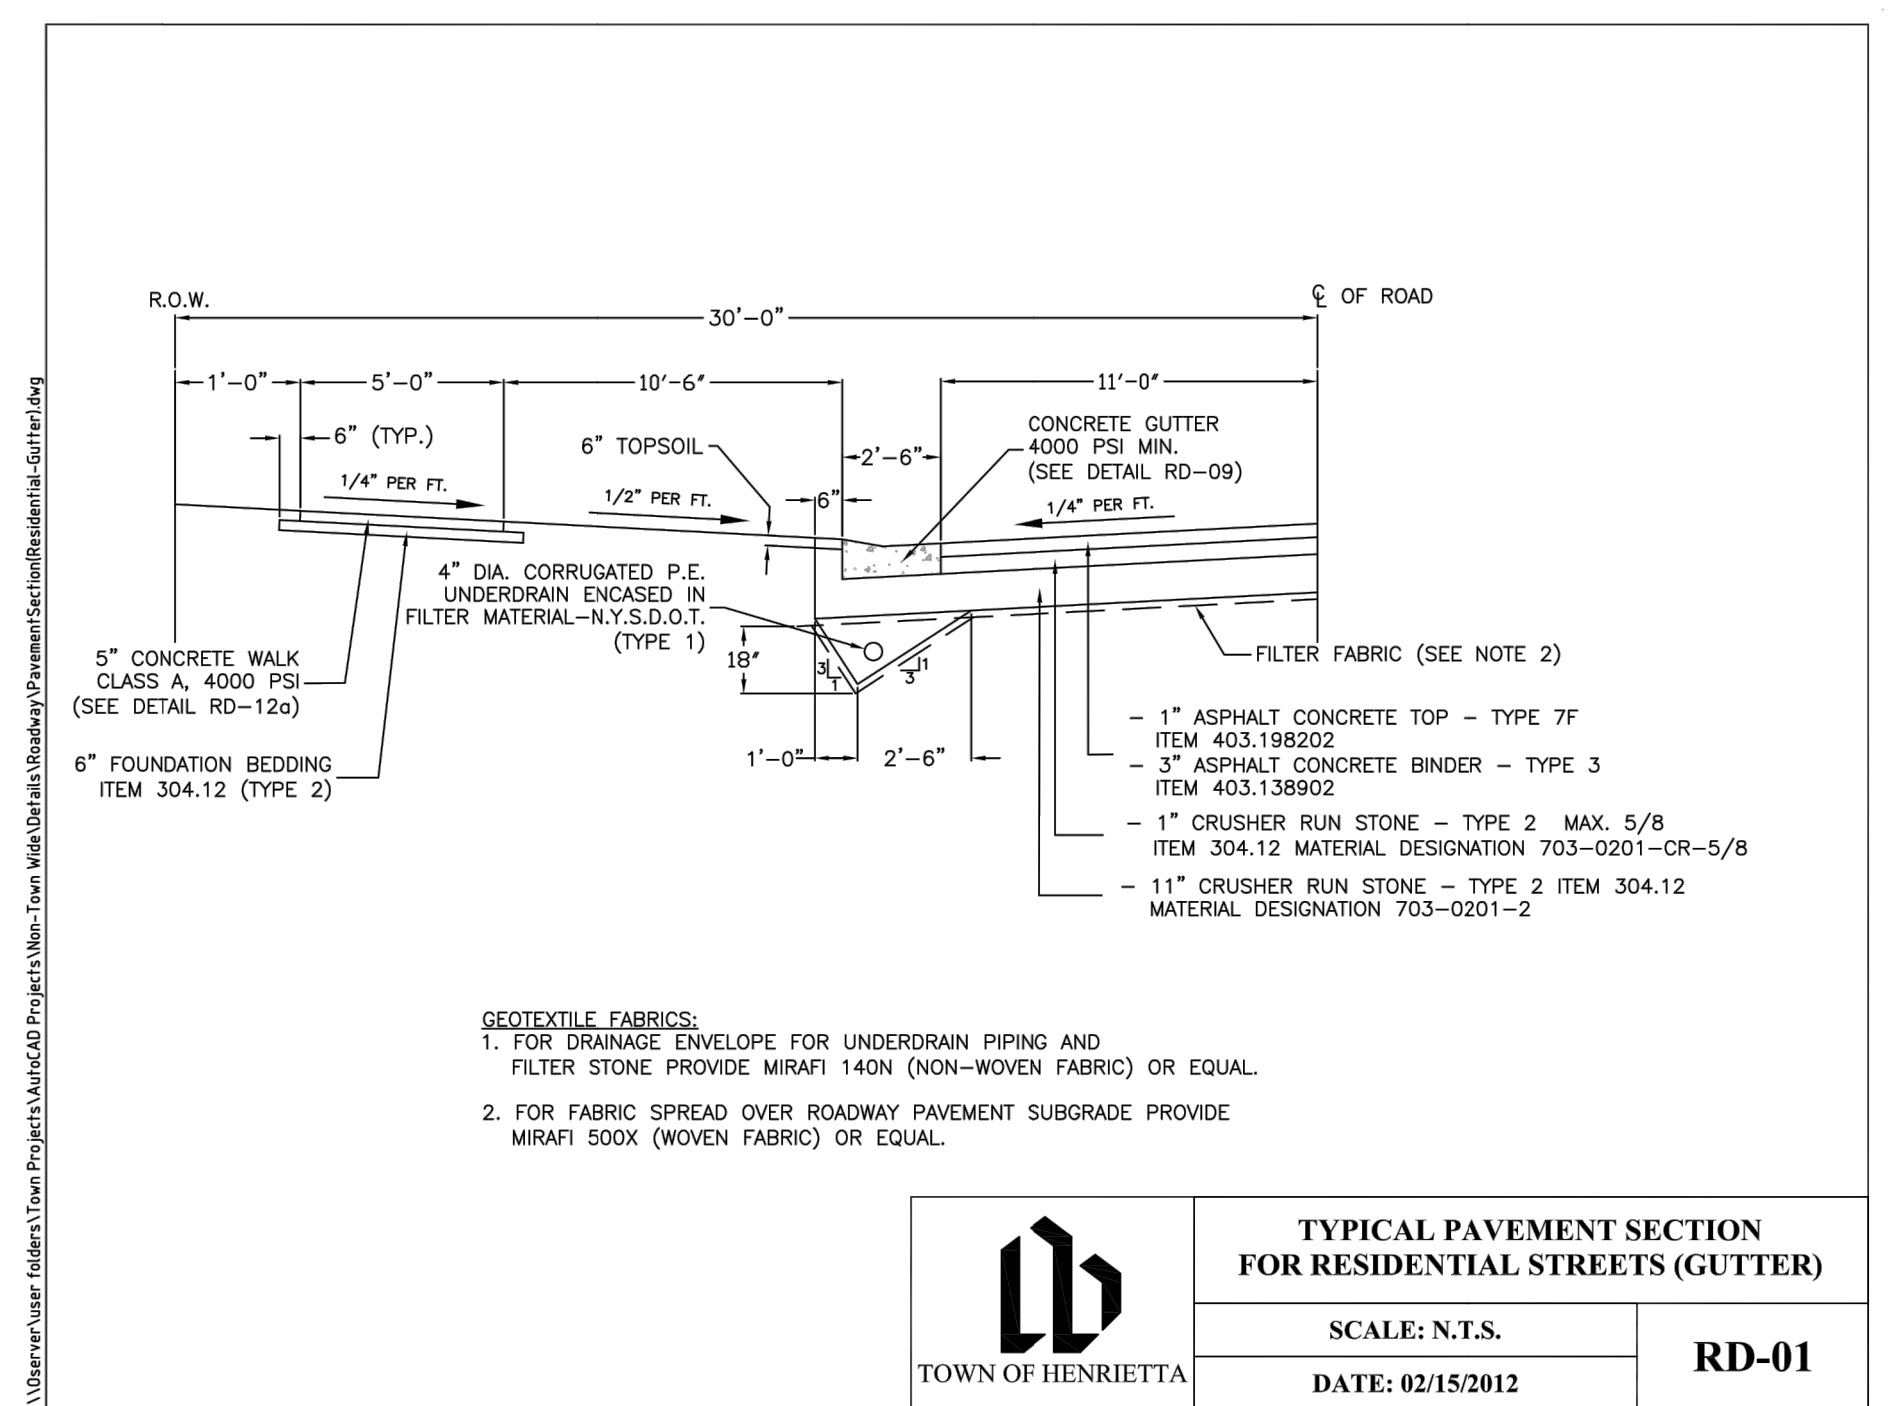 R.O.W.
℄ OF ROAD
30'-0"
1'-0"
5'-0"
10'-6"
11'-0"
6" (TYP.)
6" TOPSOIL
2'-6"
CONCRETE GUTTER
4000 PSI MIN.
(SEE DETAIL RD-09)
1/4" PER FT.
1/2" PER FT.
6"
1/4" PER FT.
4" DIA. CORRUGATED P.E.
UNDERDRAIN ENCASED IN
FILTER MATERIAL-N.Y.S.D.O.T.
(TYPE 1)
18"
3
1
1
3
FILTER FABRIC (SEE NOTE 2)
5" CONCRETE WALK
CLASS A, 4000 PSI
(SEE DETAIL RD-12a)
6" FOUNDATION BEDDING
ITEM 304.12 (TYPE 2)
1'-0"
2'-6"
- 1" ASPHALT CONCRETE TOP - TYPE 7F
ITEM 403.198202
- 3" ASPHALT CONCRETE BINDER - TYPE 3
ITEM 403.138902
- 1" CRUSHER RUN STONE - TYPE 2 MAX. 5/8
ITEM 304.12 MATERIAL DESIGNATION 703-0201-CR-5/8
- 11" CRUSHER RUN STONE - TYPE 2 ITEM 304.12
MATERIAL DESIGNATION 703-0201-2
GEOTEXTILE FABRICS:
1. FOR DRAINAGE ENVELOPE FOR UNDERDRAIN PIPING AND
FILTER STONE PROVIDE MIRAFI 140N (NON-WOVEN FABRIC) OR EQUAL.
2. FOR FABRIC SPREAD OVER ROADWAY PAVEMENT SUBGRADE PROVIDE
MIRAFI 500X (WOVEN FABRIC) OR EQUAL.
\\0server\user folders\Town Projects\AutoCAD Projects\Non-Town Wide\Details\Roadway\PavementSection(Residential-Gutter).dwg
TOWN OF HENRIETTA
TYPICAL PAVEMENT SECTION
FOR RESIDENTIAL STREETS (GUTTER)
SCALE: N.T.S.
DATE: 02/15/2012
RD-01